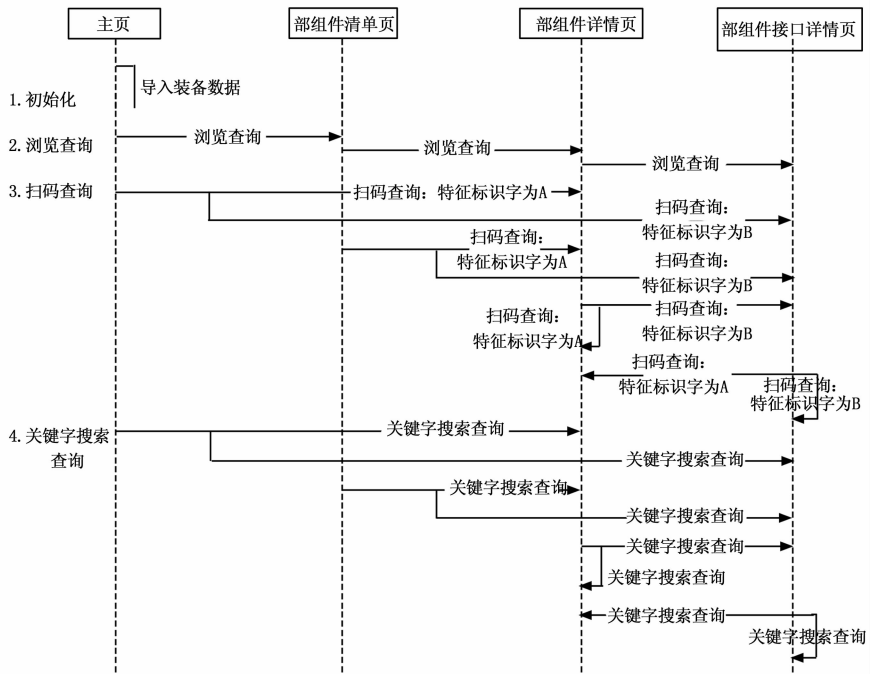 主页
部组件清单页
部组件详情页
部组件接口详情页
导入装备数据
1.初始化
2.浏览查询
浏览查询
浏览查询
浏览查询
3.扫码查询
扫码查询：特征标识字为A
扫码查询：
特征标识字为B
扫码查询：
特征标识字为A
扫码查询：
特征标识字为B
扫码查询：
特征标识字为B
扫码查询：
特征标识字为A
扫码查询：
特征标识字为A
扫码查询：
特征标识字为B
4.关键字搜索
查询
关键字搜索查询
关键字搜索查询
关键字搜索查询
关键字搜索查询
关键字搜索查询
关键字搜索查询
关键字搜索查询
关键字搜索查询